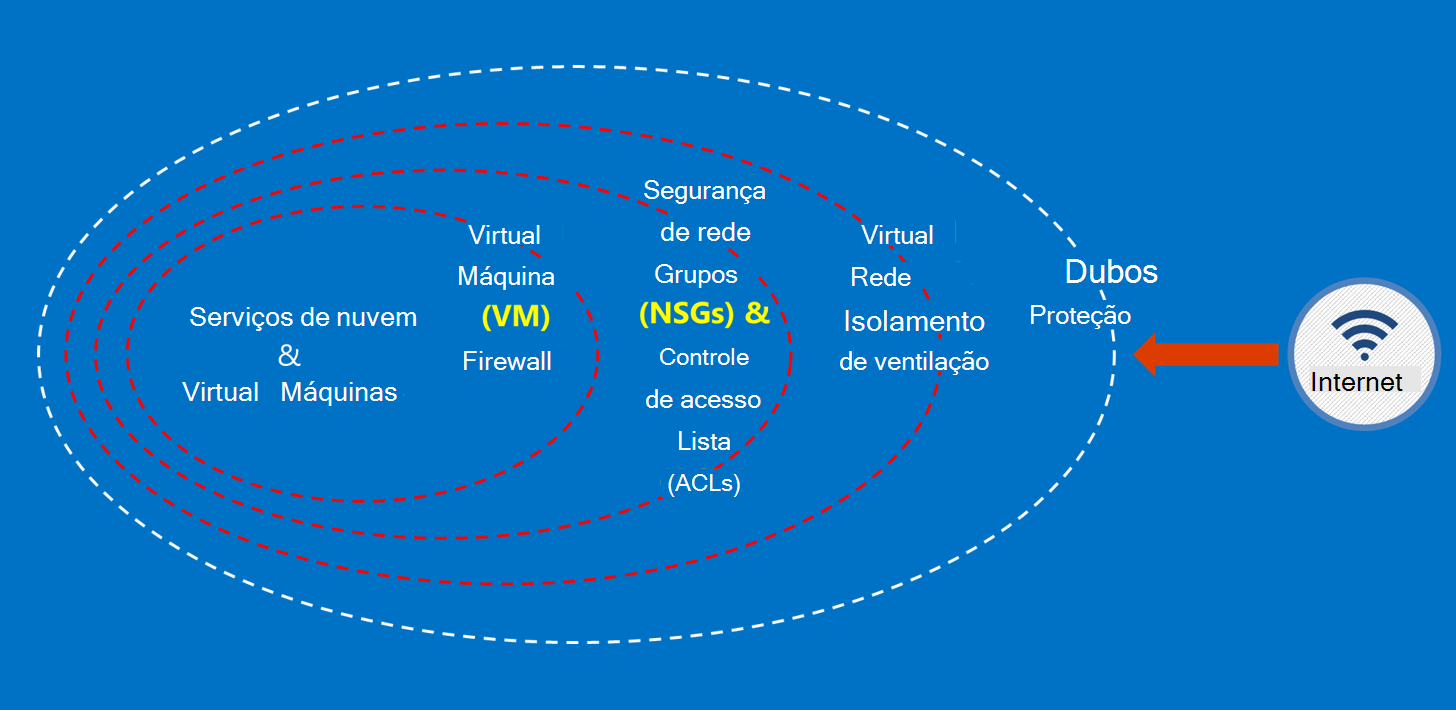 Serviços de nuvem
&
Virtual Máquinas
Virtual
Máquina
(VM)
Firewall
Segurança
de rede
Grupos
(NSGs) &
Controle
de acesso
Lista
(ACLs)
Virtual
Rede
Isolamento
de ventilação
Dubos
Proteção
Internet